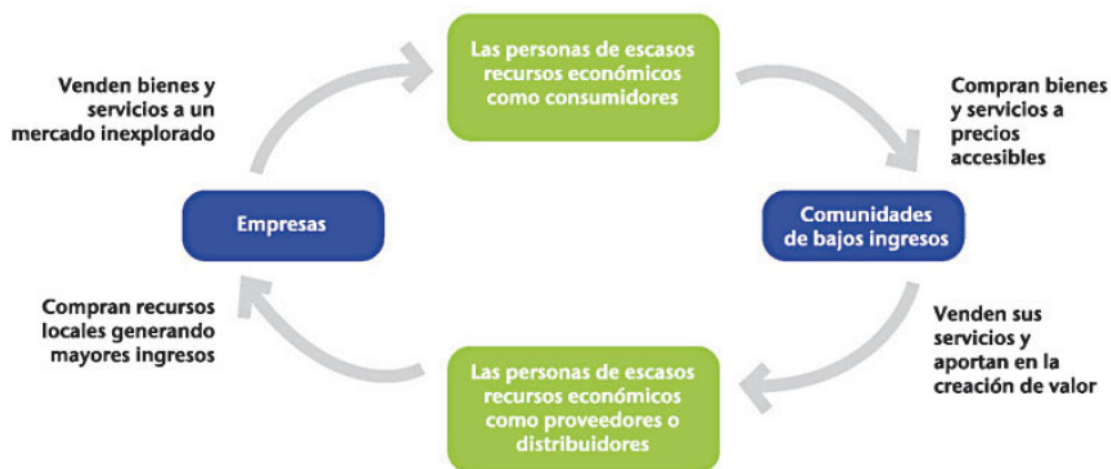 Las personas de escasos
recursos económicos
como consumidores
Venden bienes y
servicios a un
mercado inexplorado
Compran bienes
y servicios a
precios
accesibles
Empresas
Comunidades
de bajos ingresos
Compran recursos
locales generando
mayores ingresos
Venden sus
servicios y
aportan en la
creación de valor
Las personas de escasos
recursos económicos
como proveedores o
distribuidores